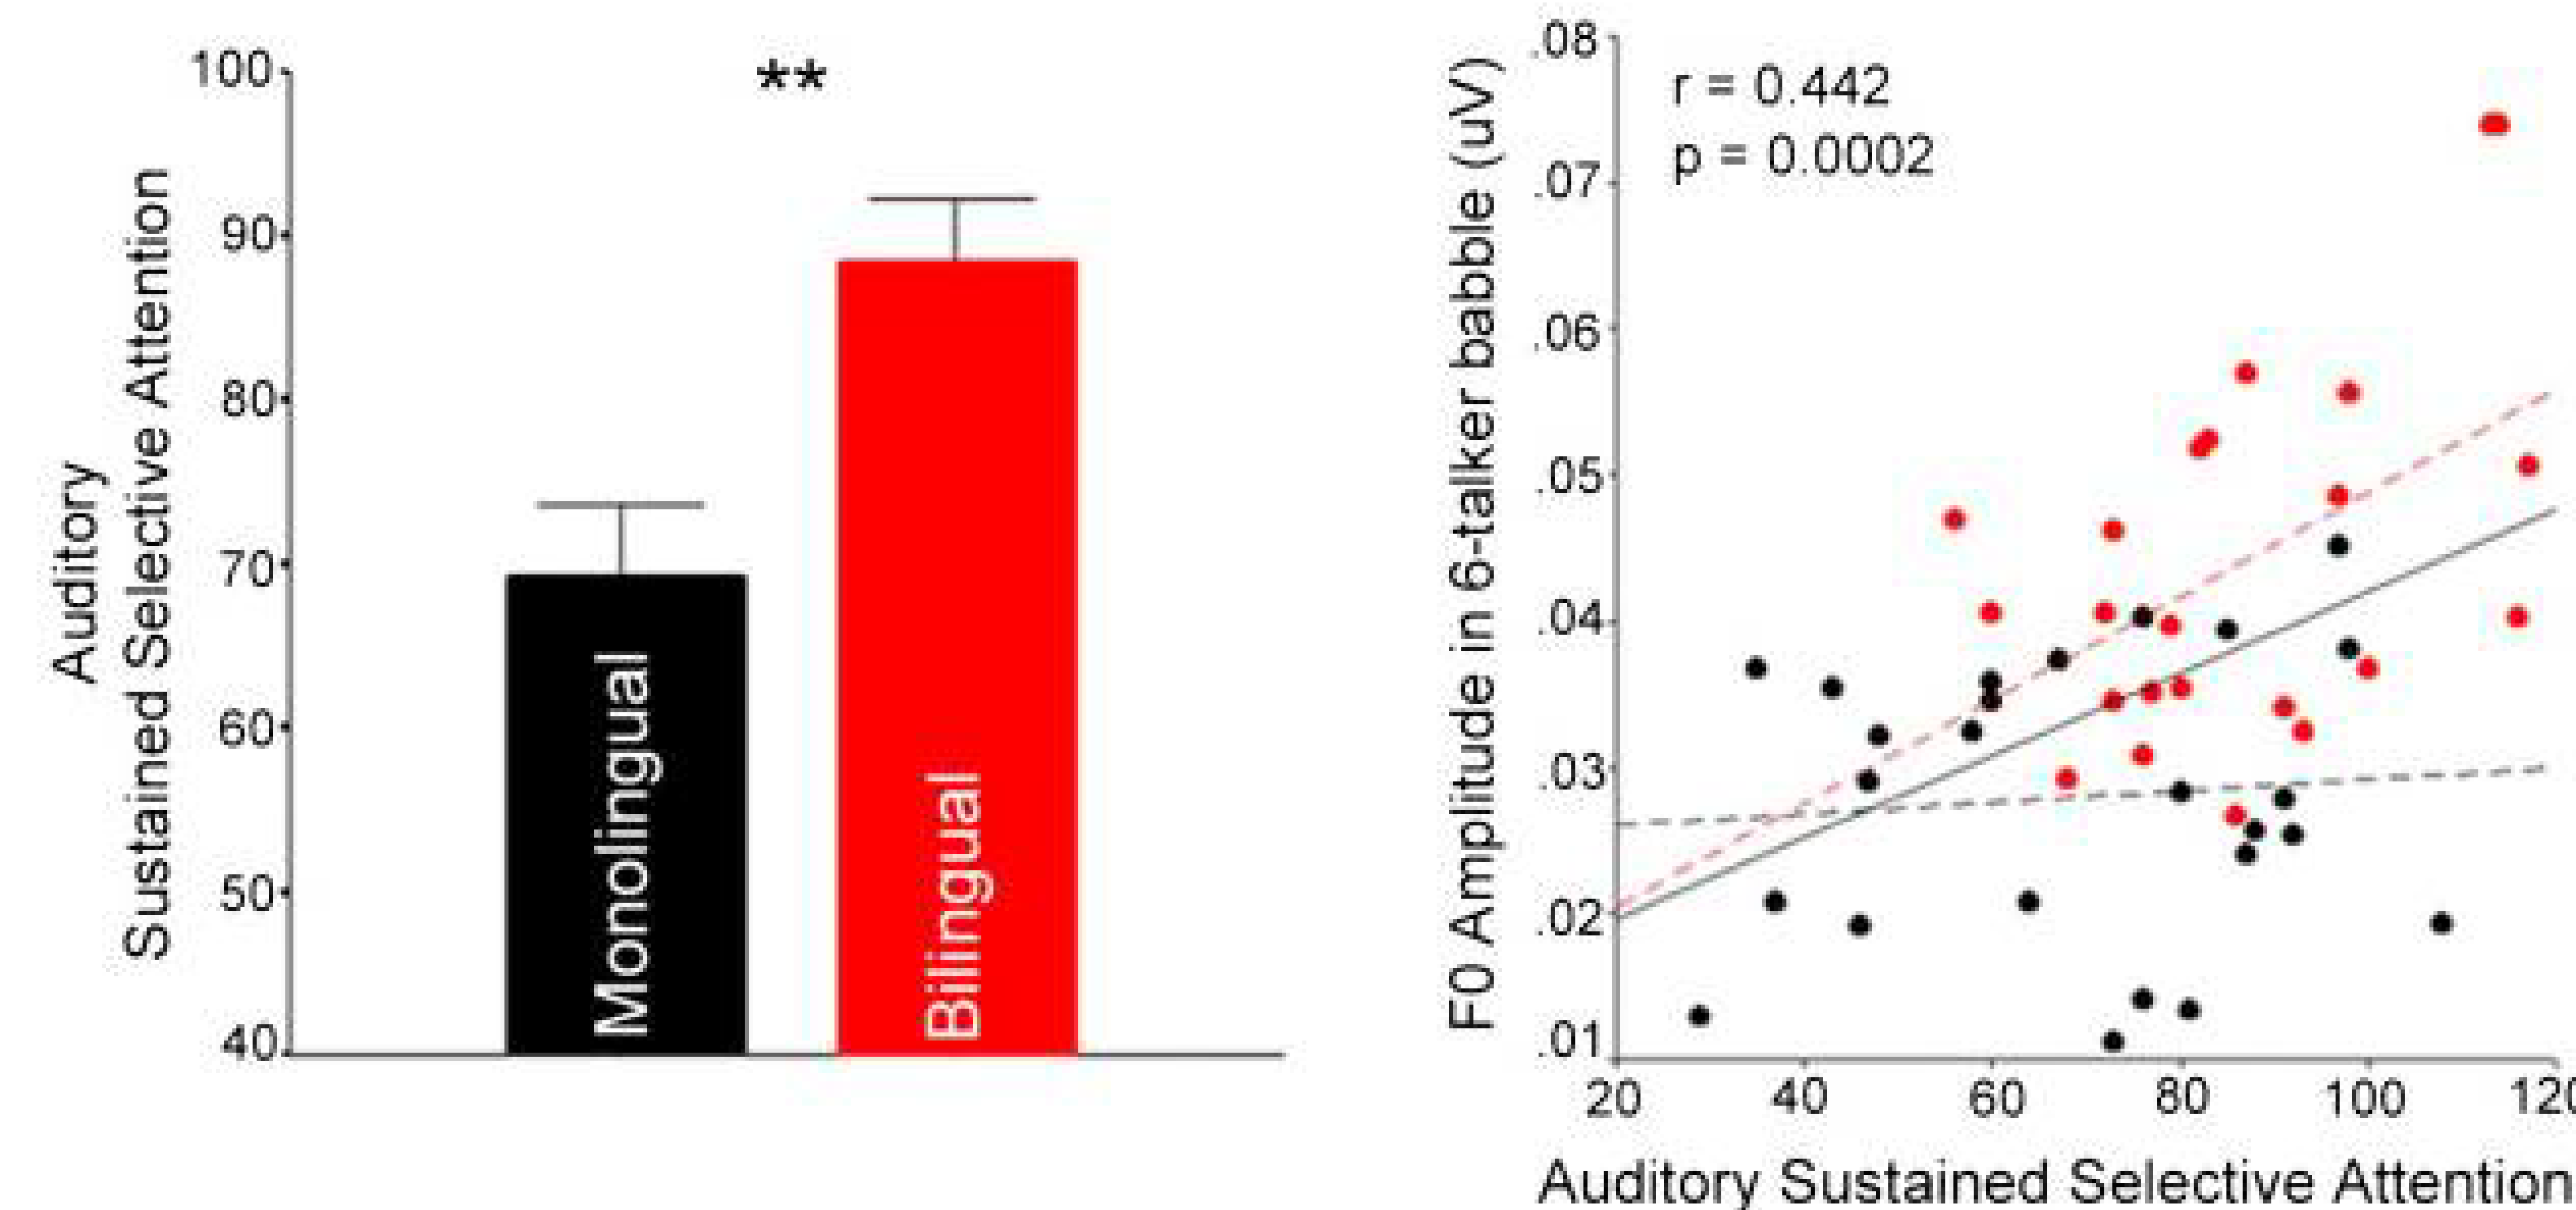 Auditory
Sustained Selective Attention
100
90
80
70
60
50
40
**
Monolingual
Bilingual
F0 Amplitude in 6-talker babble (uV)
.08
.07
.06
.05
.04
.03
.02
.01
r = 0.442
p = 0.0002
20 40 60 80 100 120
Auditory Sustained Selective Attention